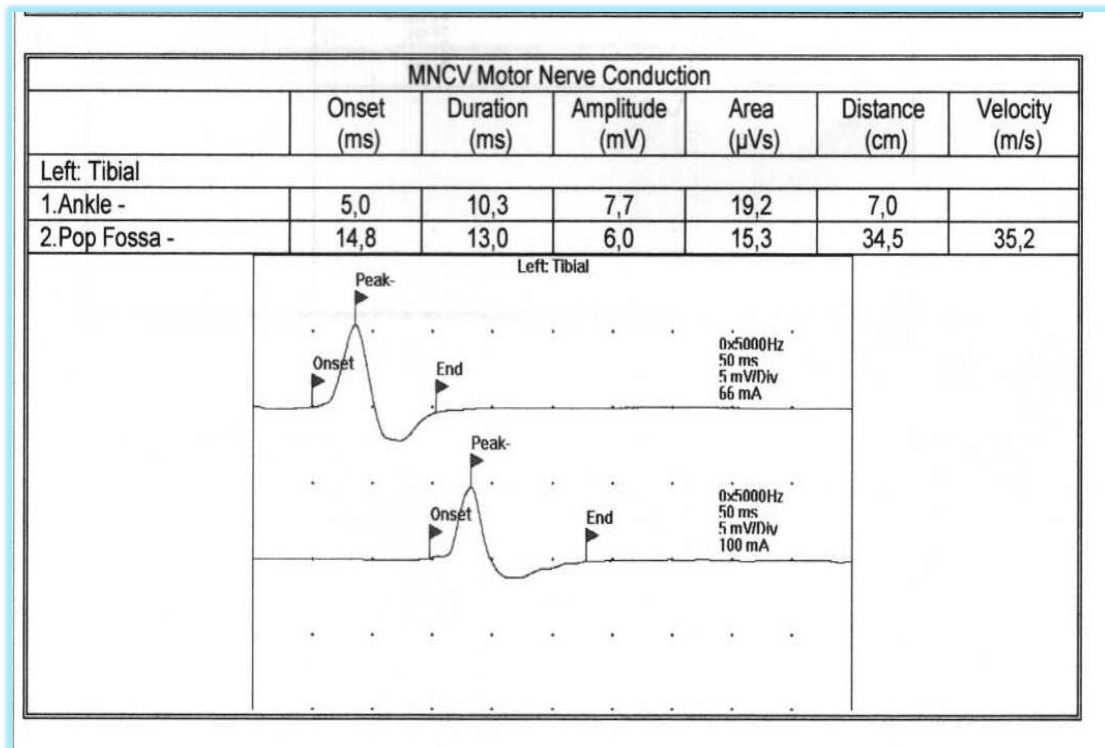 MNCV Motor Nerve Conduction
Onset (ms) Duration (ms) Amplitude (mV) Area (µVs) Distance (cm) Velocity (m/s)
Left: Tibial
1.Ankle - 5,0 10,3 7,7 19,2 7,0
2.Pop Fossa - 14,8 13,0 6,0 15,3 34,5 35,2
Left: Tibial
Peak-
Onset
End
0x5000Hz
50 ms
5 mV/Div
66 mA
Peak-
Onset
End
0x5000Hz
50 ms
5 mV/Div
100 mA